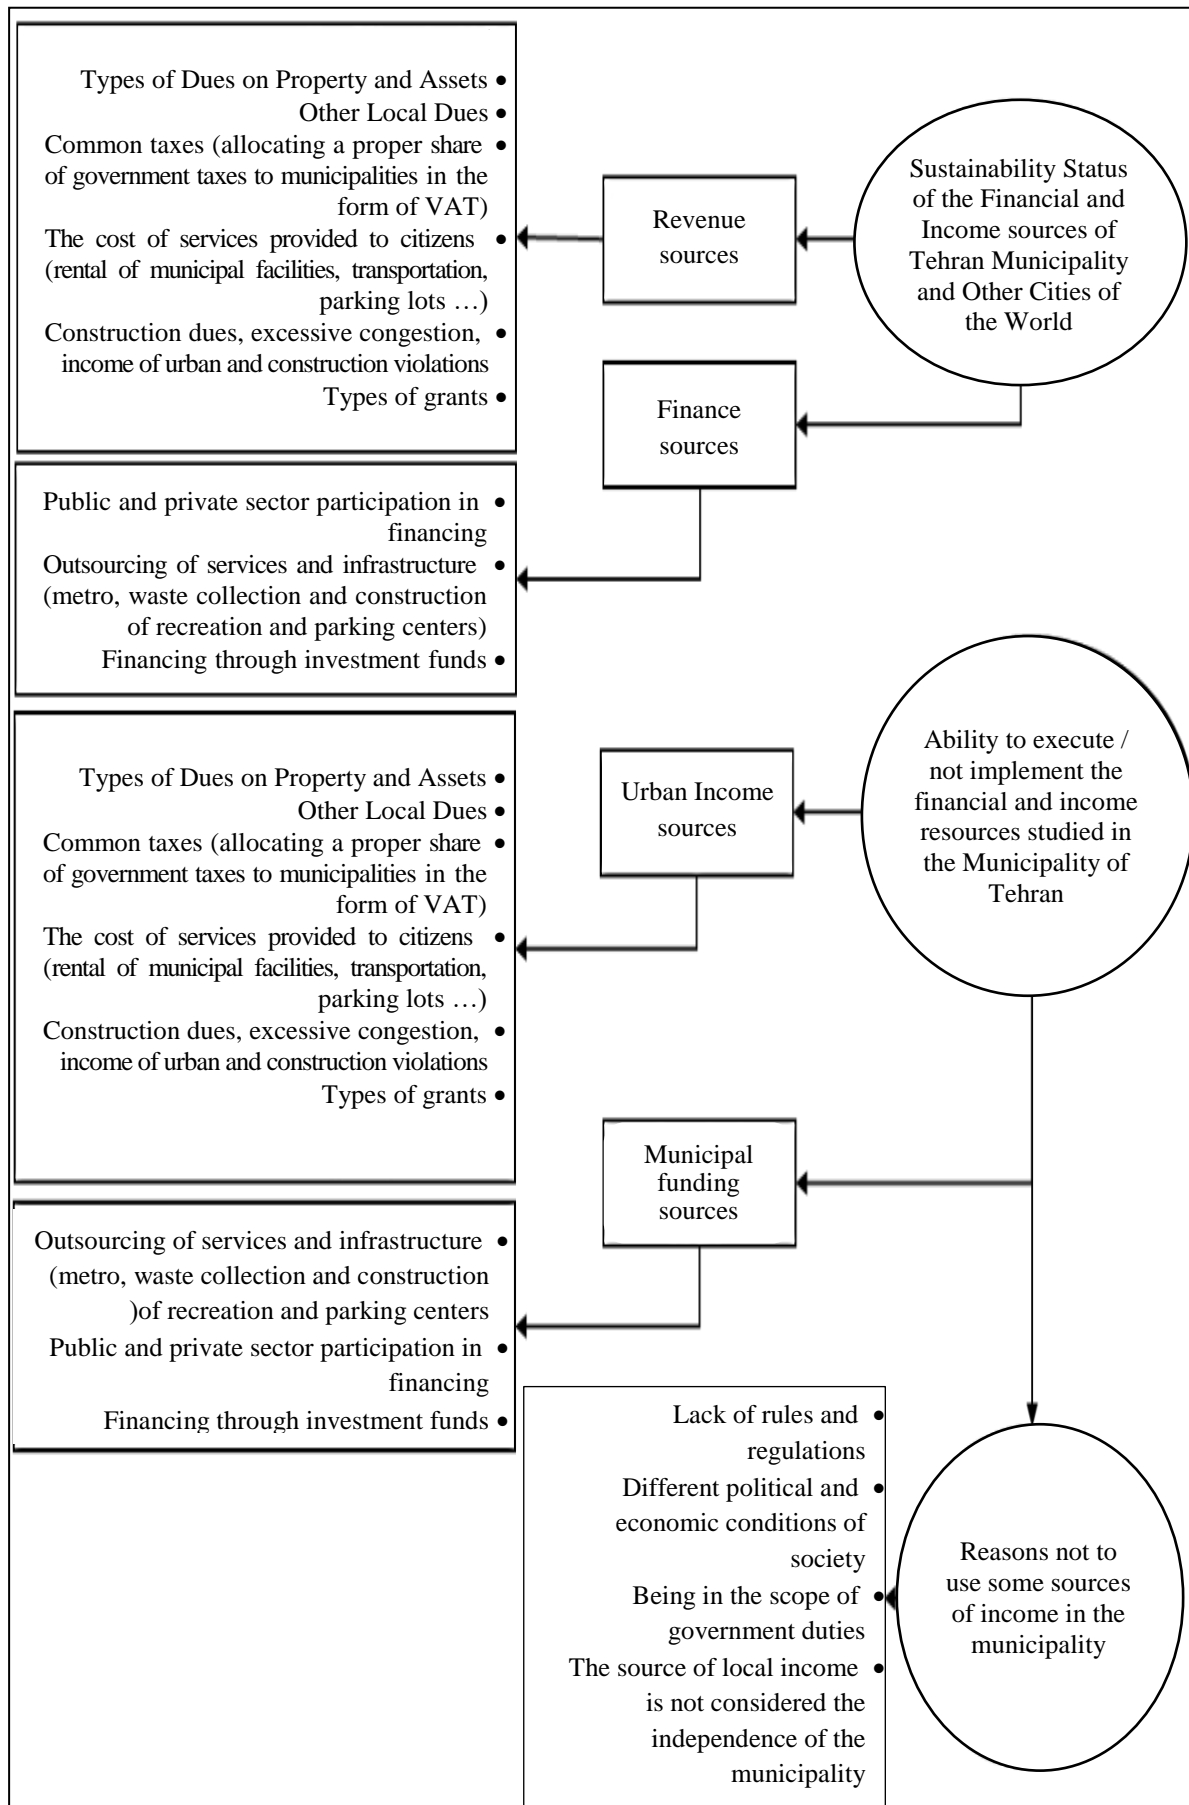 Types of Dues on Property and Assets •
Other Local Dues •
Common taxes (allocating a proper share •
of government taxes to municipalities in the
form of VAT)
The cost of services provided to citizens •
(rental of municipal facilities, transportation,
parking lots …)
Construction dues, excessive congestion, •
income of urban and construction violations
Types of grants •
Revenue
sources
Sustainability Status
of the Financial and
Income sources of
Tehran Municipality
and Other Cities of
the World
Finance
sources
Public and private sector participation in •
financing
Outsourcing of services and infrastructure •
(metro, waste collection and construction
of recreation and parking centers)
Financing through investment funds •
Types of Dues on Property and Assets •
Other Local Dues •
Common taxes (allocating a proper share •
of government taxes to municipalities in the
form of VAT)
The cost of services provided to citizens •
(rental of municipal facilities, transportation,
parking lots …)
Construction dues, excessive congestion, •
income of urban and construction violations
Types of grants •
Urban Income
sources
Ability to execute /
not implement the
financial and income
resources studied in
the Municipality of
Tehran
Municipal
funding
sources
Outsourcing of services and infrastructure •
(metro, waste collection and construction
)of recreation and parking centers
Public and private sector participation in •
financing
Financing through investment funds •
Lack of rules and •
regulations
Different political and •
economic conditions of
society
Being in the scope of •
government duties
The source of local income •
is not considered the
independence of the
municipality
Reasons not to
use some sources
of income in the
municipality